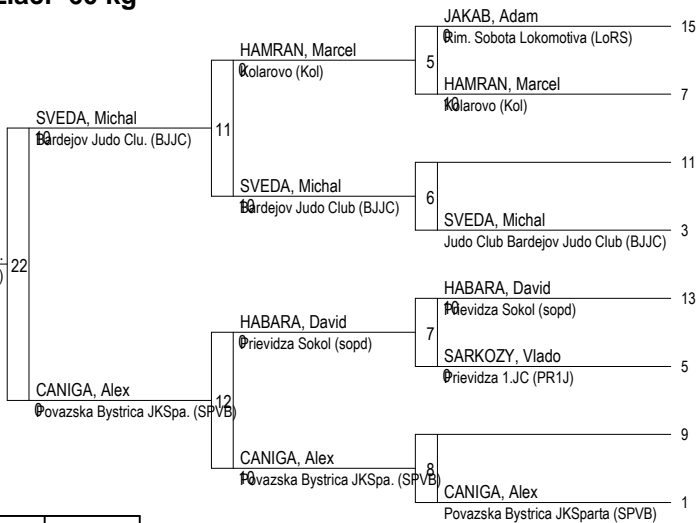 -66 kg
JAKAB, Adam
0
Rim. Sobota Lokomotiva (LoRS)
15
5
HAMRAN, Marcel
10
Kolarovo (Kol)
7
HAMRAN, Marcel
0
Kolarovo (Kol)
11
SVEDA, Michal
10
Bardejov Judo Club (BJJC)
11
6
SVEDA, Michal
Judo Club Bardejov Judo Club (BJJC)
3
SVEDA, Michal
10
Bardejov Judo Clu. (BJJC)
22
CANIGA, Alex
0
Povazska Bystrica JKSpa. (SPVB)
HABARA, David
10
Prievidza Sokol (sopd)
13
7
SARKOZY, Vlado
0
Prievidza 1.JC (PR1J)
5
HABARA, David
0
Prievidza Sokol (sopd)
12
CANIGA, Alex
10
Povazska Bystrica JKSpa. (SPVB)
9
8
CANIGA, Alex
Povazska Bystrica JKSparta (SPVB)
1